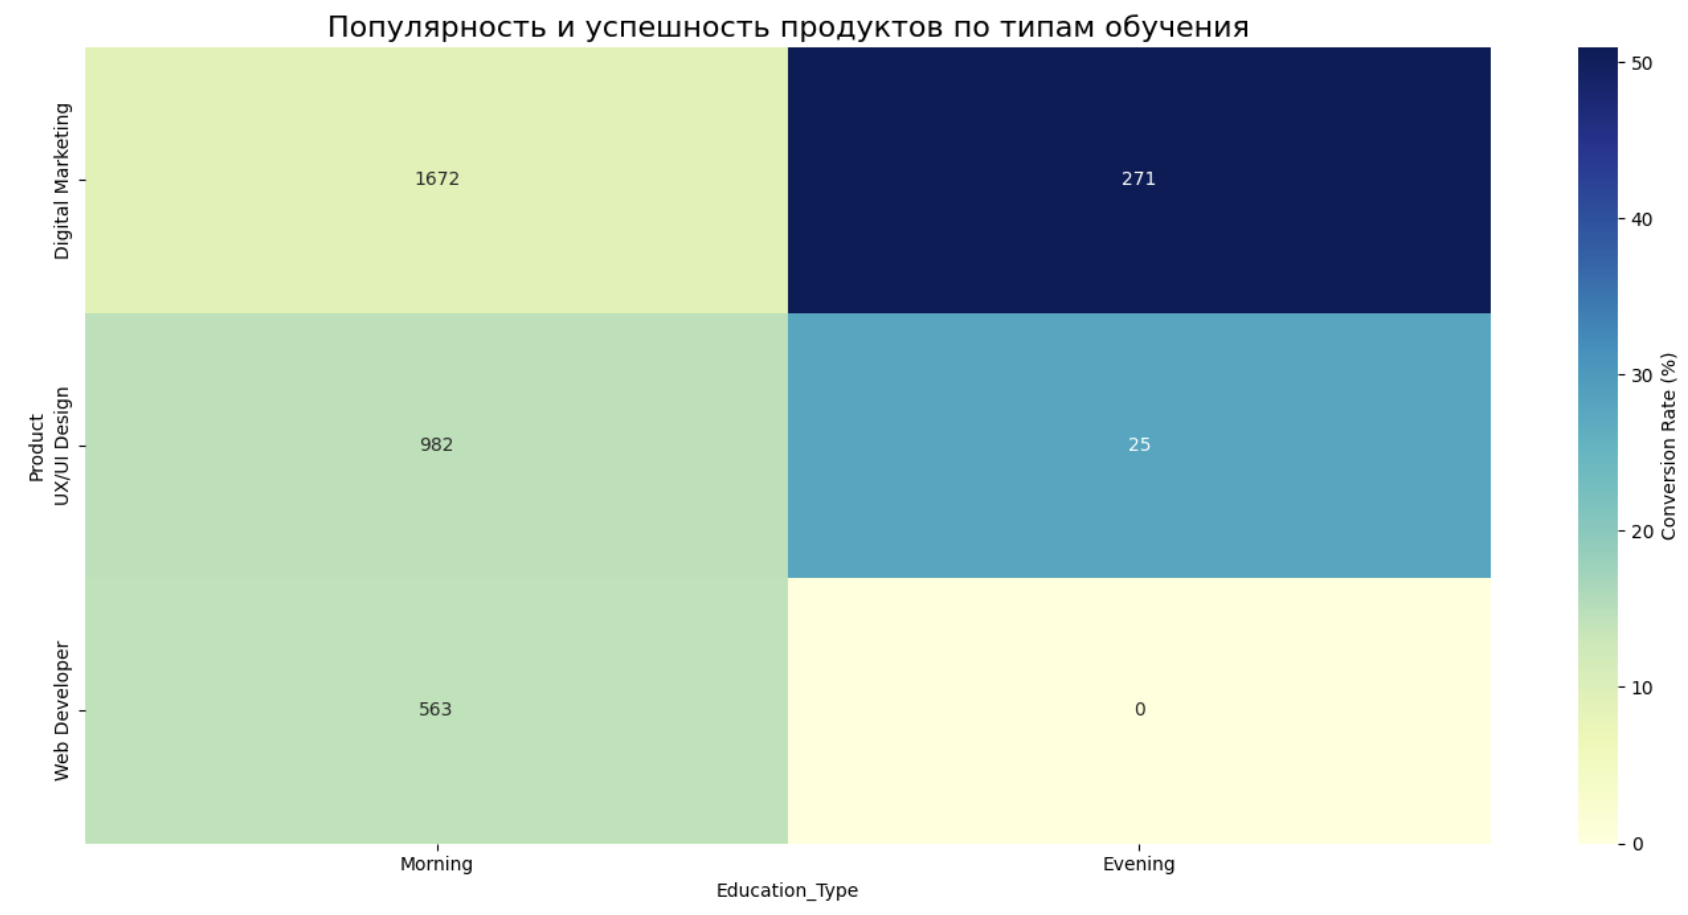 Популярность и успешность продуктов по типам обучения
Product
Digital Marketing
UX/UI Design
Web Developer
1672
271
982
25
563
0
Morning
Evening
Education_Type
50
40
30
20
10
0
Conversion Rate (%)